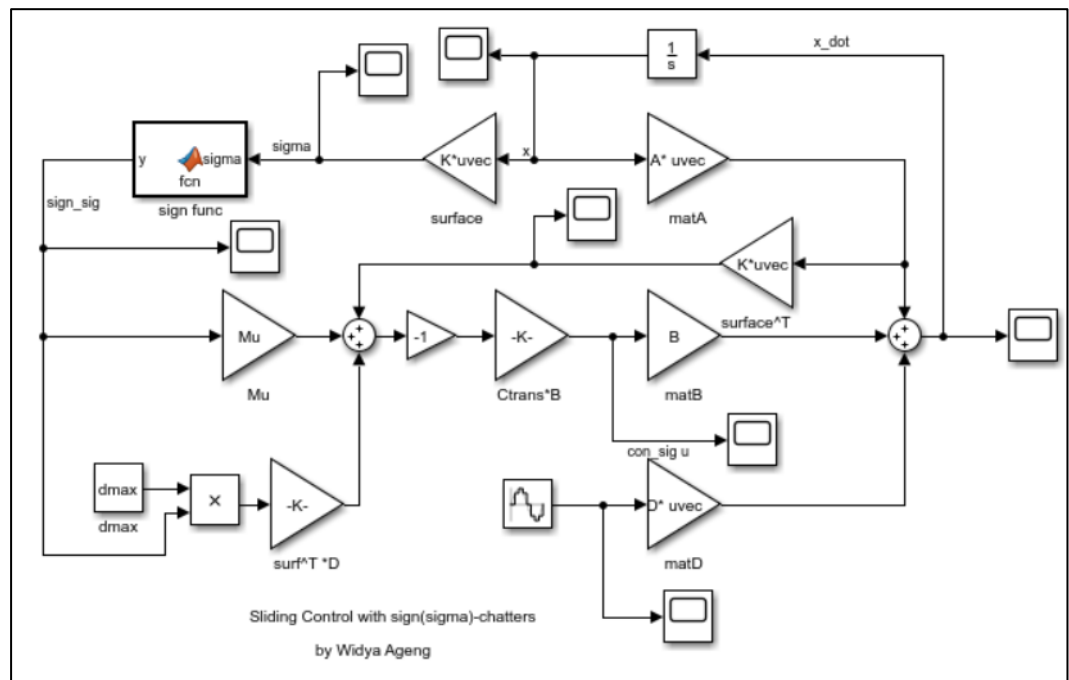 x_dot
1
s
sigma
K*uvec
x
A* uvec
y
sigma
fcn
sign func
sign_sig
surface
matA
K*uvec
surface^T
Mu
-1
-K-
B
Mu
Ctrans*B
matB
con_sig u
dmax
×
-K-
D* uvec
dmax
surf^T *D
matD
Sliding Control with sign(sigma)-chatters
by Widya Ageng